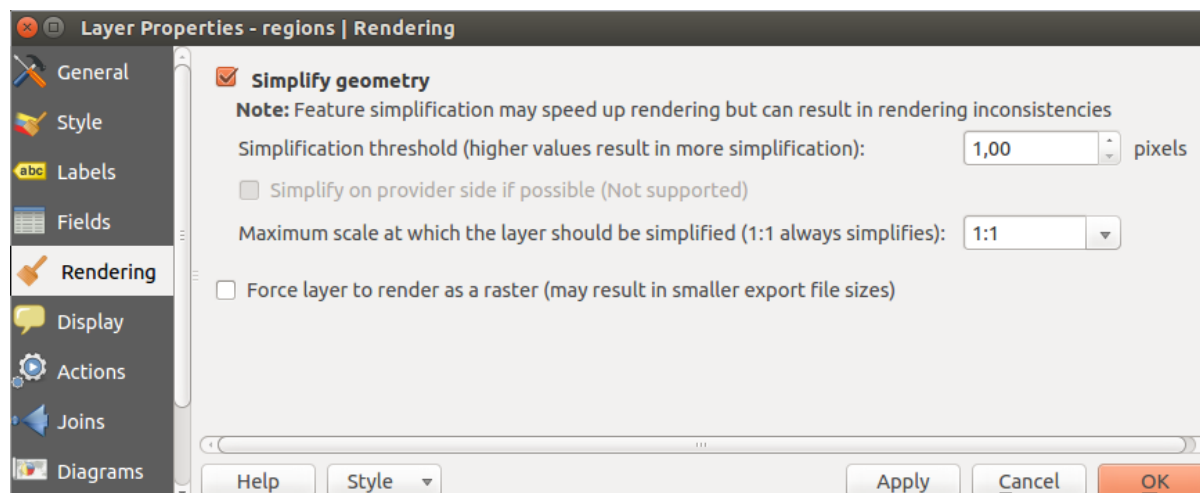 Layer Properties - regions | Rendering
General
Style
abc Labels
Fields
Rendering
Display
Actions
Joins
Diagrams
Simplify geometry
Note: Feature simplification may speed up rendering but can result in rendering inconsistencies
Simplification threshold (higher values result in more simplification): 1,00 pixels
Simplify on provider side if possible (Not supported)
Maximum scale at which the layer should be simplified (1:1 always simplifies): 1:1
Force layer to render as a raster (may result in smaller export file sizes)
Help Style Apply Cancel OK